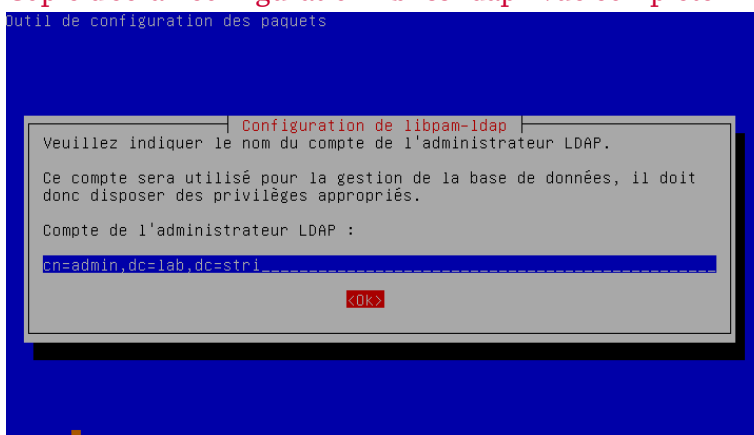 Outil de configuration des paquets
Configuration de libpam-ldap
Veuillez indiquer le nom du compte de l'administrateur LDAP.
Ce compte sera utilisé pour la gestion de la base de données, il doit
donc disposer des privilèges appropriés.
Compte de l'administrateur LDAP :
cn=admin,dc=lab,dc=stri
<Ok>